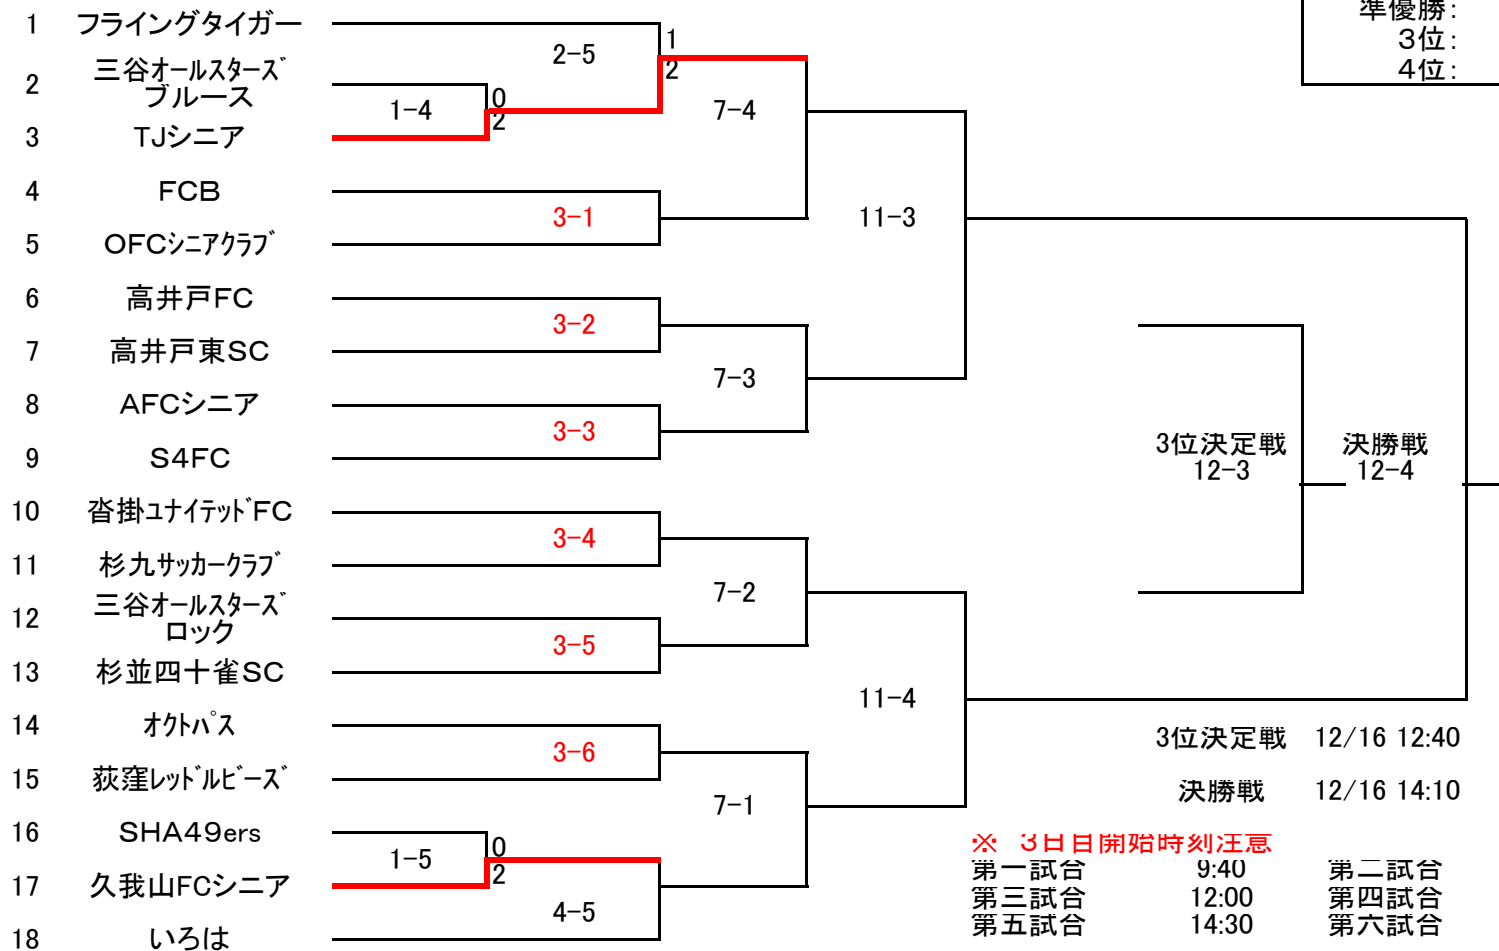 準優勝:
3位:
4位:
1 フライングタイガー
2-5
1
2
2 三谷オールスターズ
ブルース
1-4
0
2
7-4
3 TJシニア
4 FCB
3-1
11-3
5 OFCシニアクラブ
6 高井戸FC
3-2
7 高井戸東SC
7-3
8 AFCシニア
3-3
9 S4FC
3位決定戦
12-3
決勝戦
12-4
10 沓掛ユナイテッドFC
3-4
11 杉九サッカークラブ
7-2
12 三谷オールスターズ
ロック
3-5
13 杉並四十雀SC
11-4
14 オクトパス
3-6
3位決定戦 12/16 12:40
15 荻窪レッドルビーズ
7-1
決勝戦 12/16 14:10
16 SHA49ers
1-5
0
2
17 久我山FCシニア
4-5
18 いろは
※ 3日目開始時刻注意
第一試合 9:40 第二試合
第三試合 12:00 第四試合
第五試合 14:30 第六試合